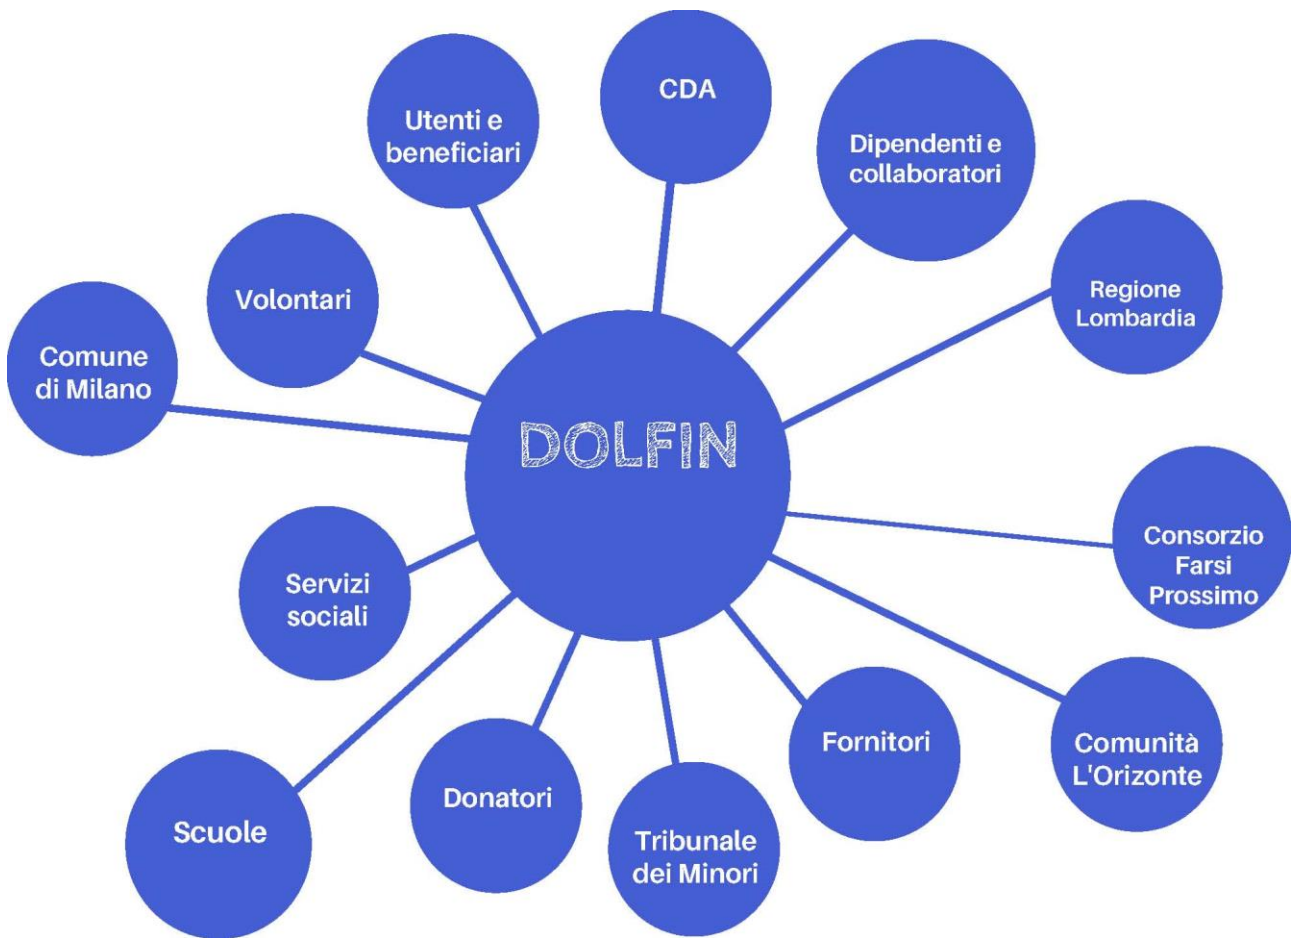 CDA
Utenti e
beneficiari
Dipendenti e
collaboratori
Volontari
Regione
Lombardia
Comune
di Milano
DOLFIN
Consorzio
Farsi
Prossimo
Servizi
sociali
Fornitori
Comunità
L'Orizonte
Donatori
Scuole
Tribunale
dei Minori